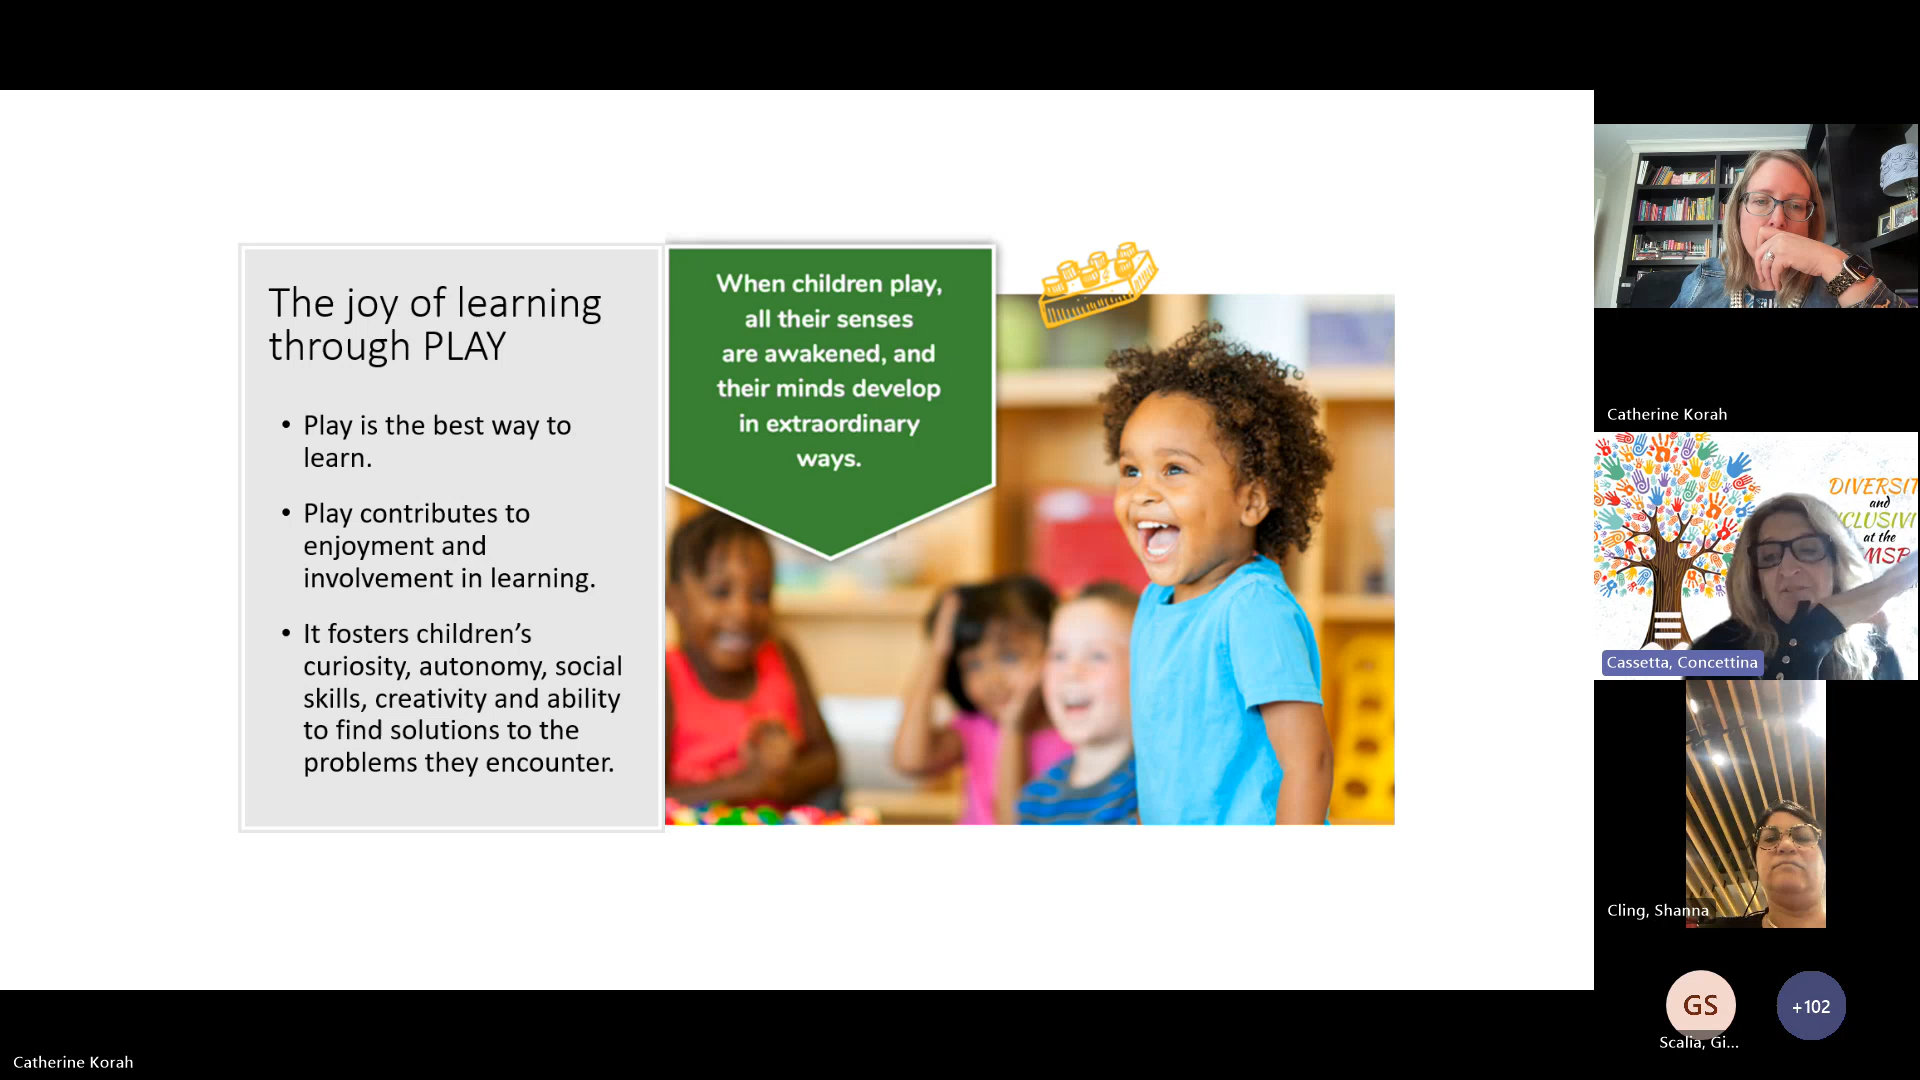 The joy of learning
through PLAY
• Play is the best way to
learn.
• Play contributes to
enjoyment and
involvement in learning.
• It fosters children’s
curiosity, autonomy, social
skills, creativity and ability
to find solutions to the
problems they encounter.
When children play,
all their senses
are awakened, and
their minds develop
in extraordinary
ways.
Catherine Korah
DIVERSIT
and
CLUSIVI
at the
MSP
Cassetta, Concettina
Cling, Shanna
GS
Scalia, Gi...
+102
Catherine Korah